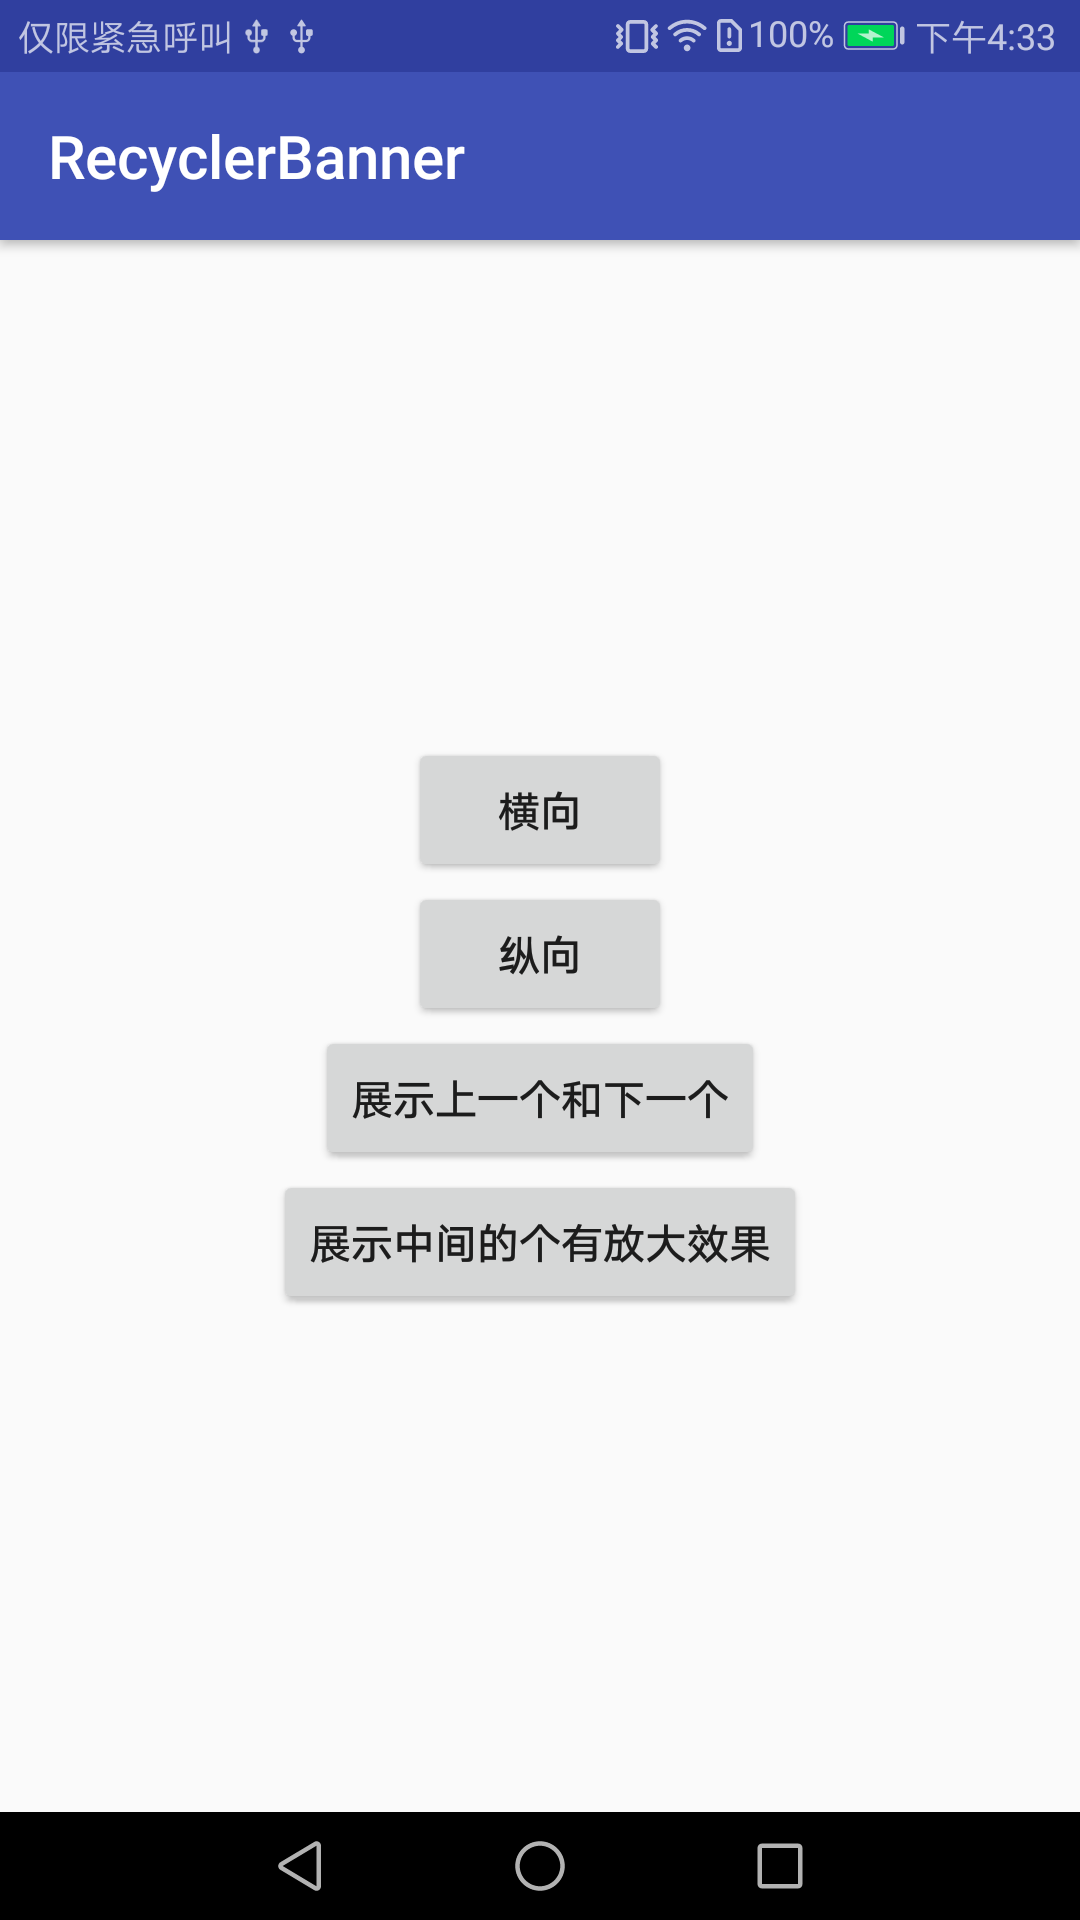 仅限紧急呼叫 100% 下午4:33
RecyclerBanner
横向
纵向
展示上一个和下一个
展示中间的个有放大效果